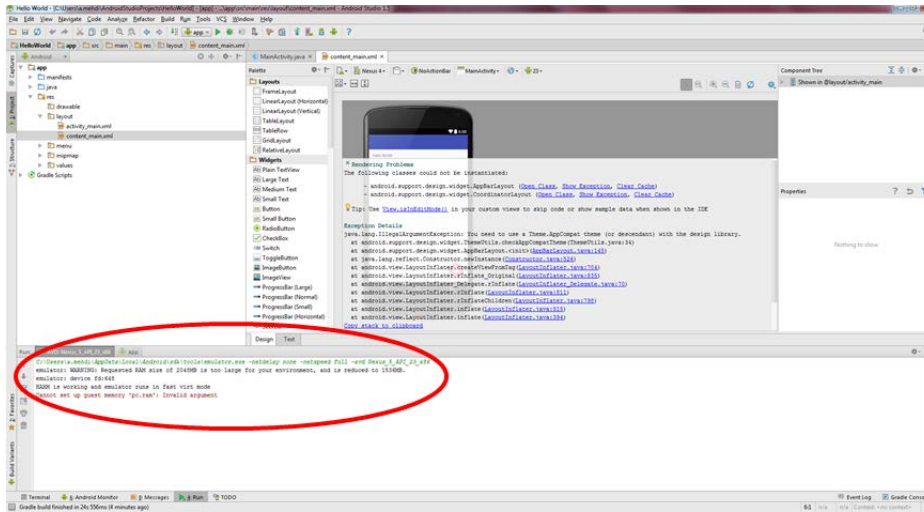 Hello World - [C:\Users\a.mehdi\AndroidStudioProjects\HelloWorld] - [app] - ...\app\src\main\res\layout\content_main.xml - Android Studio 1.5
File Edit View Navigate Code Analyze Refactor Build Run Tools VCS Window Help
app
HelloWorld app src main res layout content_main.xml
Android
MainActivity.java × content_main.xml ×
app
manifests
java
res
drawable
layout
activity_main.xml
content_main.xml
menu
mipmap
values
Gradle Scripts
Captures
Project
Structure
Favorites
Build Variants
Palette
Layouts
FrameLayout
LinearLayout (Horizontal)
LinearLayout (Vertical)
TableLayout
TableRow
GridLayout
RelativeLayout
Widgets
Plain TextView
Large Text
Medium Text
Small Text
Button
Small Button
RadioButton
CheckBox
Switch
ToggleButton
ImageButton
ImageView
ProgressBar (Large)
ProgressBar (Normal)
ProgressBar (Small)
ProgressBar (Horizontal)
Design Text
Nexus 4 NoActionBar MainActivity 23
Rendering Problems
The following classes could not be instantiated:
- android.support.design.widget.AppBarLayout (Open Class, Show Exception, Clear Cache)
- android.support.design.widget.CoordinatorLayout (Open Class, Show Exception, Clear Cache)
Tip: Use View.isInEditMode() in your custom views to skip code or show sample data when shown in the IDE
Exception Details
java.lang.IllegalArgumentException: You need to use a Theme.AppCompat theme (or descendant) with the design library.
at android.support.design.widget.ThemeUtils.checkAppCompatTheme(ThemeUtils.java:34)
at android.support.design.widget.AppBarLayout.<init>(AppBarLayout.java:145)
at java.lang.reflect.Constructor.newInstance(Constructor.java:526)
at android.view.LayoutInflater.createViewFromTag(LayoutInflater.java:704)
at android.view.LayoutInflater.rInflate_Original(LayoutInflater.java:835)
at android.view.LayoutInflater_Delegate.rInflate(LayoutInflater_Delegate.java:70)
at android.view.LayoutInflater.rInflate(LayoutInflater.java:811)
at android.view.LayoutInflater.rInflateChildren(LayoutInflater.java:798)
at android.view.LayoutInflater.inflate(LayoutInflater.java:515)
at android.view.LayoutInflater.inflate(LayoutInflater.java:394)
Copy stack to clipboard
Component Tree
Shown in @layout/activity_main
Properties
Nothing to show
Run: AVD: Nexus_5_API_23_x86 app
C:\Users\a.mehdi\AppData\Local\Android\sdk\tools\emulator.exe -netdelay none -netspeed full -avd Nexus_5_API_23_x86
emulator: WARNING: Requested RAM size of 2048MB is too large for your environment, and is reduced to 1536MB.
emulator: device fd:648
HAXM is working and emulator runs in fast virt mode
Cannot set up guest memory 'pc.ram': Invalid argument
Terminal 6: Android Monitor 0: Messages 4: Run TODO
Event Log Gradle Console
Gradle build finished in 24s 556ms (4 minutes ago)
6:1 n/a n/a Context: <no context>